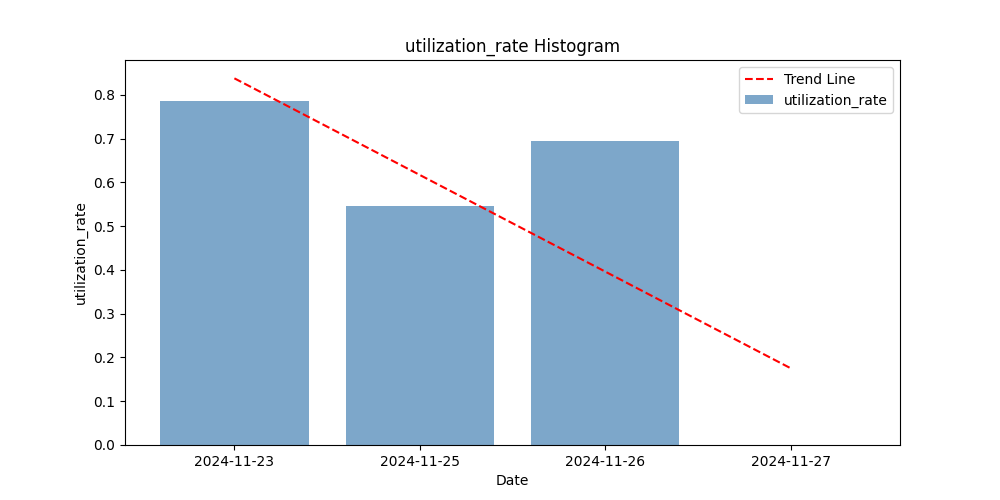 utilization_rate Histogram
Trend Line
utilization_rate
utilization_rate
0.8
0.7
0.6
0.5
0.4
0.3
0.2
0.1
0.0
2024-11-23
2024-11-25
2024-11-26
2024-11-27
Date